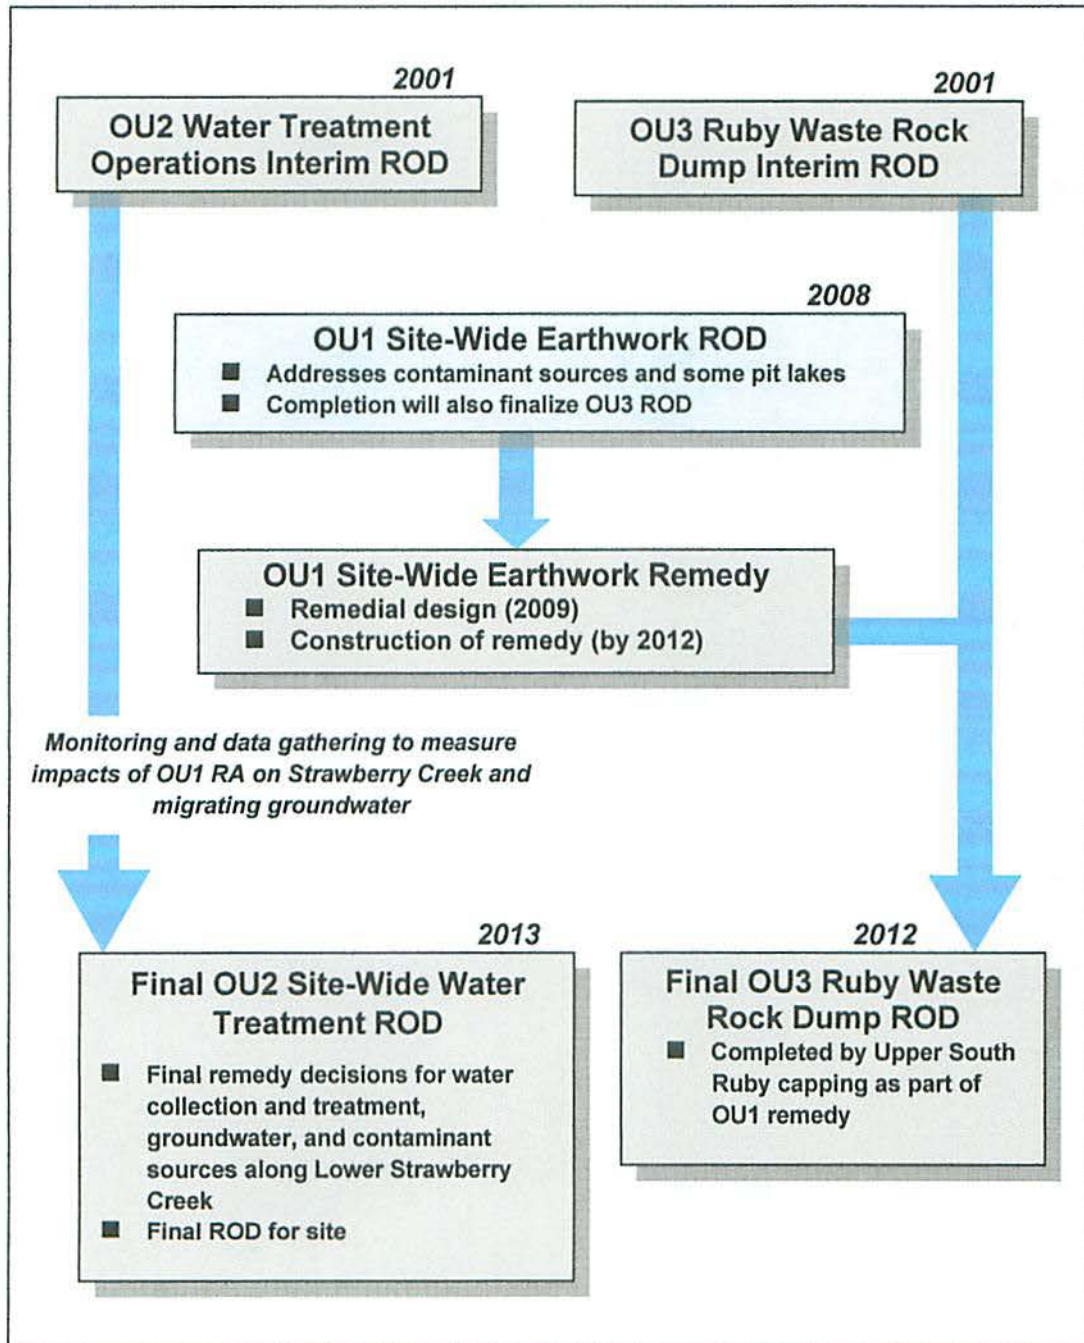 2001
OU2 Water Treatment
Operations Interim ROD
2001
OU3 Ruby Waste Rock
Dump Interim ROD
2008
OU1 Site-Wide Earthwork ROD
■ Addresses contaminant sources and some pit lakes
■ Completion will also finalize OU3 ROD
OU1 Site-Wide Earthwork Remedy
■ Remedial design (2009)
■ Construction of remedy (by 2012)
Monitoring and data gathering to measure
impacts of OU1 RA on Strawberry Creek and
migrating groundwater
2013
Final OU2 Site-Wide Water
Treatment ROD
■ Final remedy decisions for water
collection and treatment,
groundwater, and contaminant
sources along Lower Strawberry
Creek
■ Final ROD for site
2012
Final OU3 Ruby Waste
Rock Dump ROD
■ Completed by Upper South
Ruby capping as part of
OU1 remedy